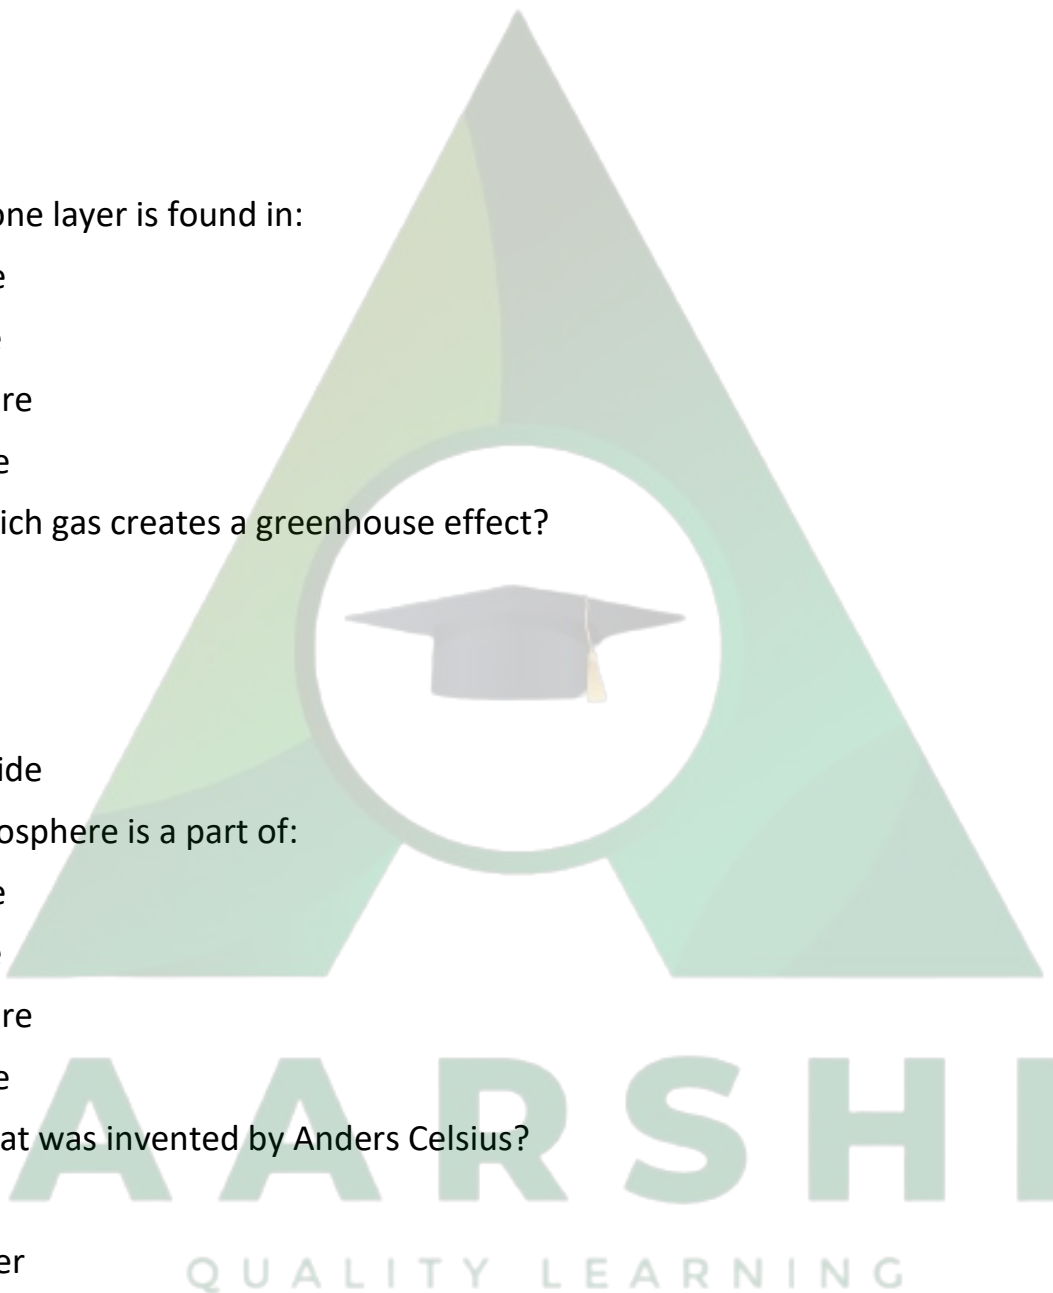 one layer is found in:
e
e
re
e
ich gas creates a greenhouse effect?
ide
osphere is a part of:
e
e
re
e
at was invented by Anders Celsius?
er
AARSHI
QUALITY LEARNING